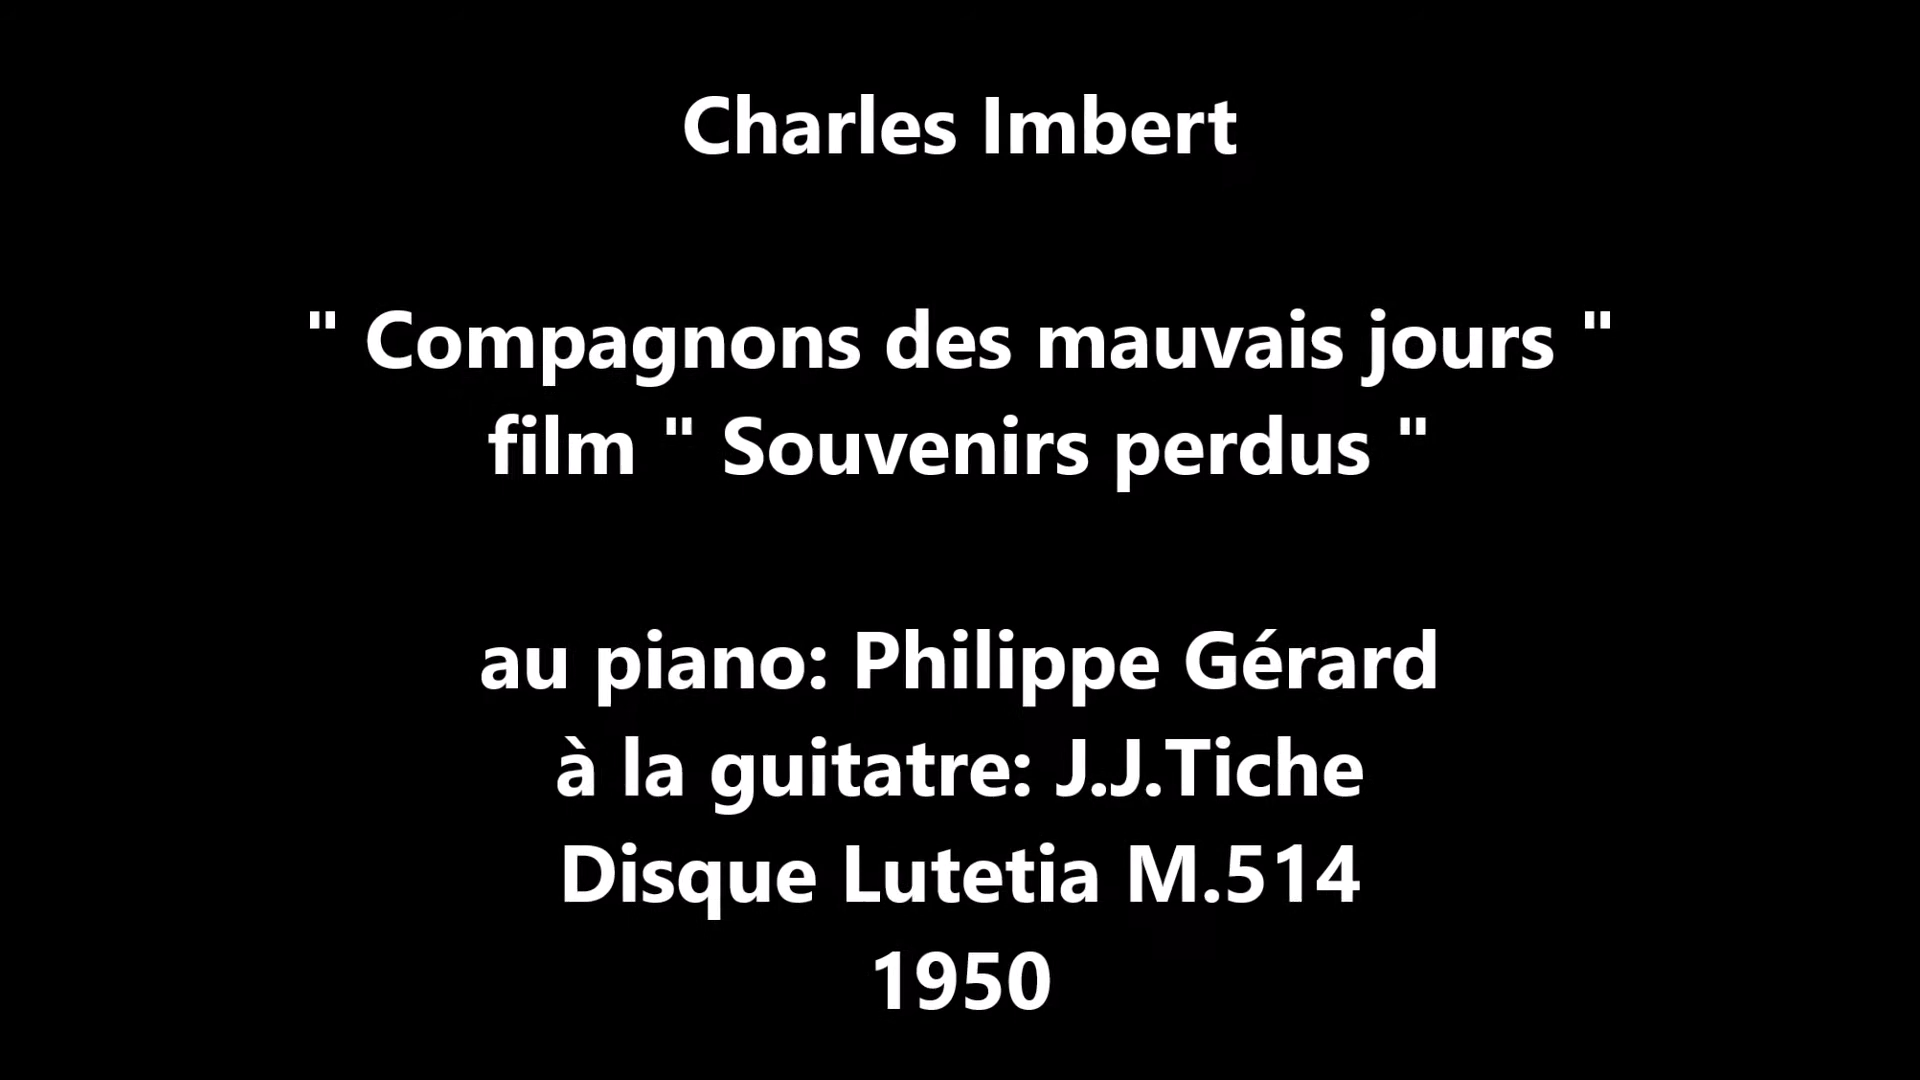 Charles Imbert
" Compagnons des mauvais jours "
film " Souvenirs perdus "
au piano: Philippe Gérard
à la guitatre: J.J.Tiche
Disque Lutetia M.514
1950